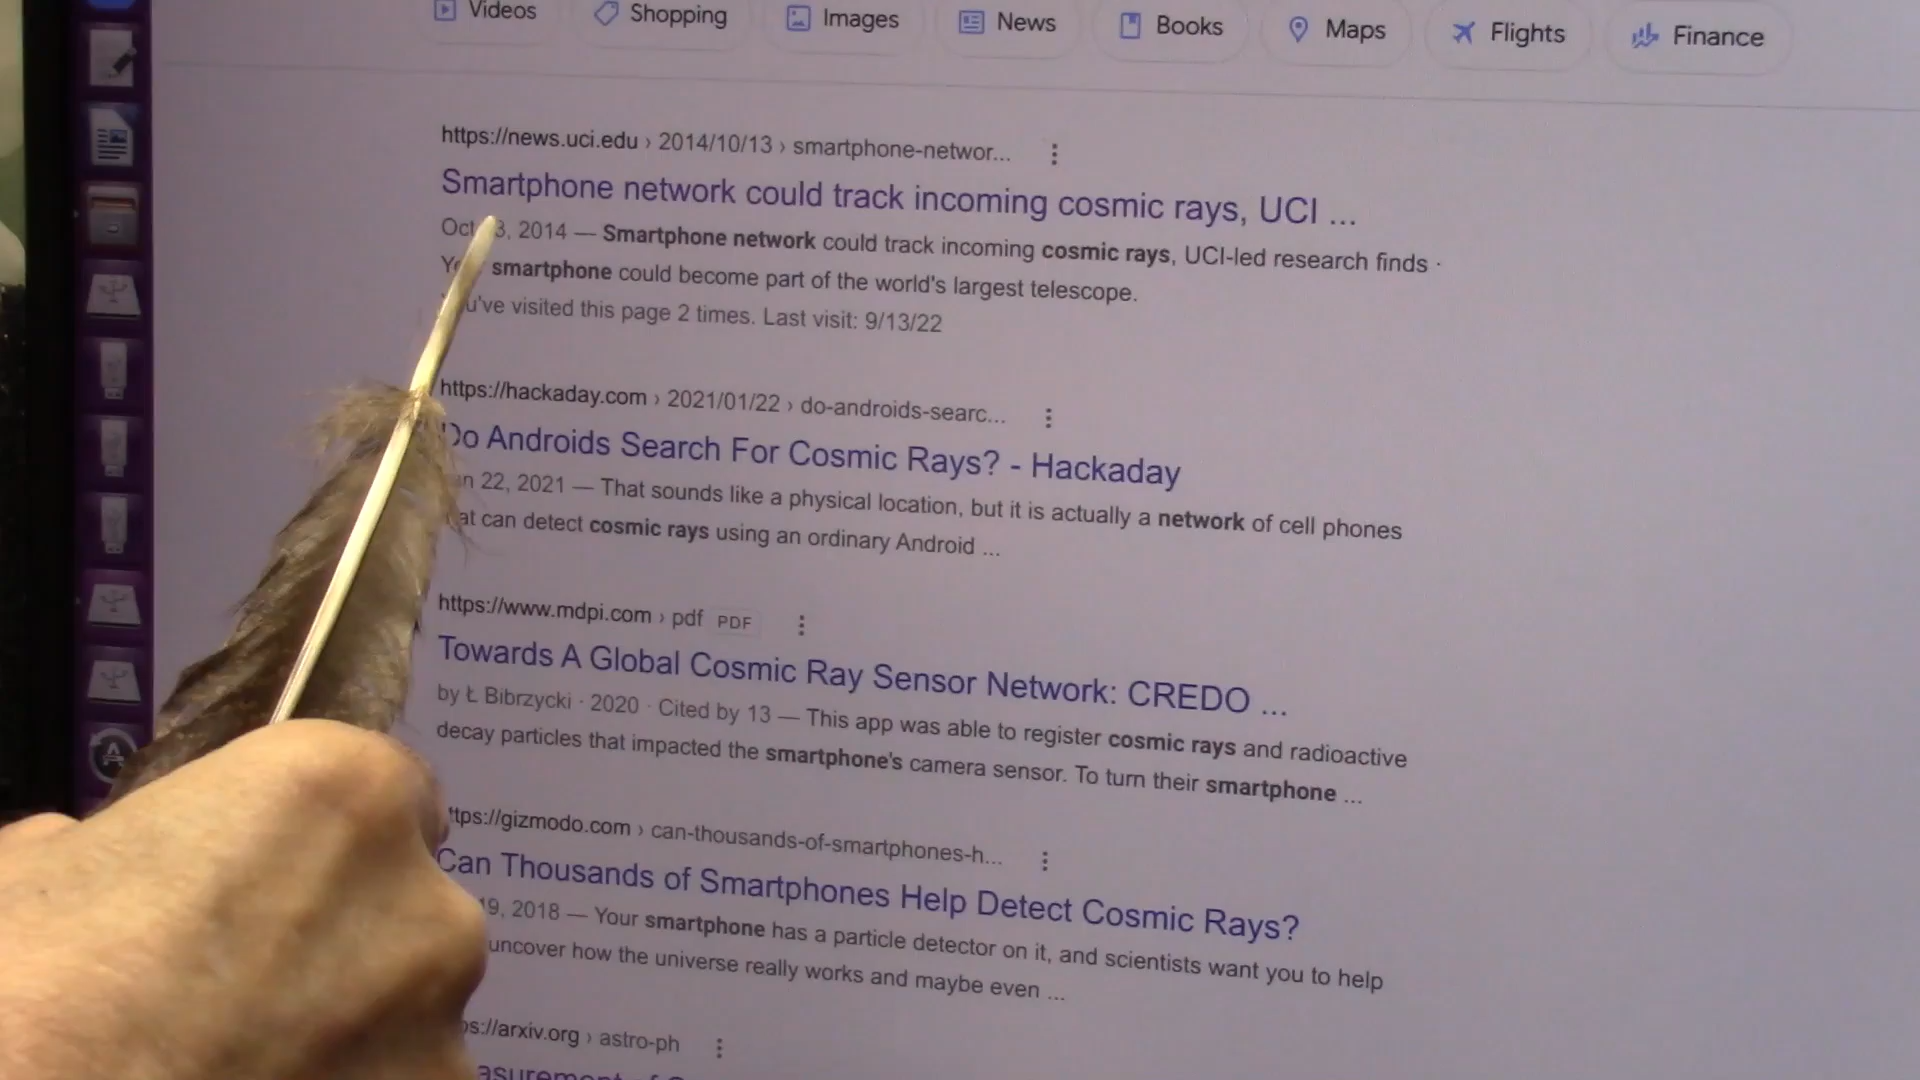 Videos Shopping Images News Books Maps Flights Finance
https://news.uci.edu › 2014/10/13 › smartphone-networ...
Smartphone network could track incoming cosmic rays, UCI ...
Oct 3, 2014 — Smartphone network could track incoming cosmic rays, UCI-led research finds ·
smartphone could become part of the world's largest telescope.
u've visited this page 2 times. Last visit: 9/13/22
https://hackaday.com › 2021/01/22 › do-androids-searc...
Do Androids Search For Cosmic Rays? - Hackaday
n 22, 2021 — That sounds like a physical location, but it is actually a network of cell phones
at can detect cosmic rays using an ordinary Android ...
https://www.mdpi.com › pdf PDF
Towards A Global Cosmic Ray Sensor Network: CREDO ...
by Ł Bibrzycki · 2020 · Cited by 13 — This app was able to register cosmic rays and radioactive
decay particles that impacted the smartphone's camera sensor. To turn their smartphone ...
ttps://gizmodo.com › can-thousands-of-smartphones-h...
Can Thousands of Smartphones Help Detect Cosmic Rays?
19, 2018 — Your smartphone has a particle detector on it, and scientists want you to help
uncover how the universe really works and maybe even ...
ps://arxiv.org › astro-ph